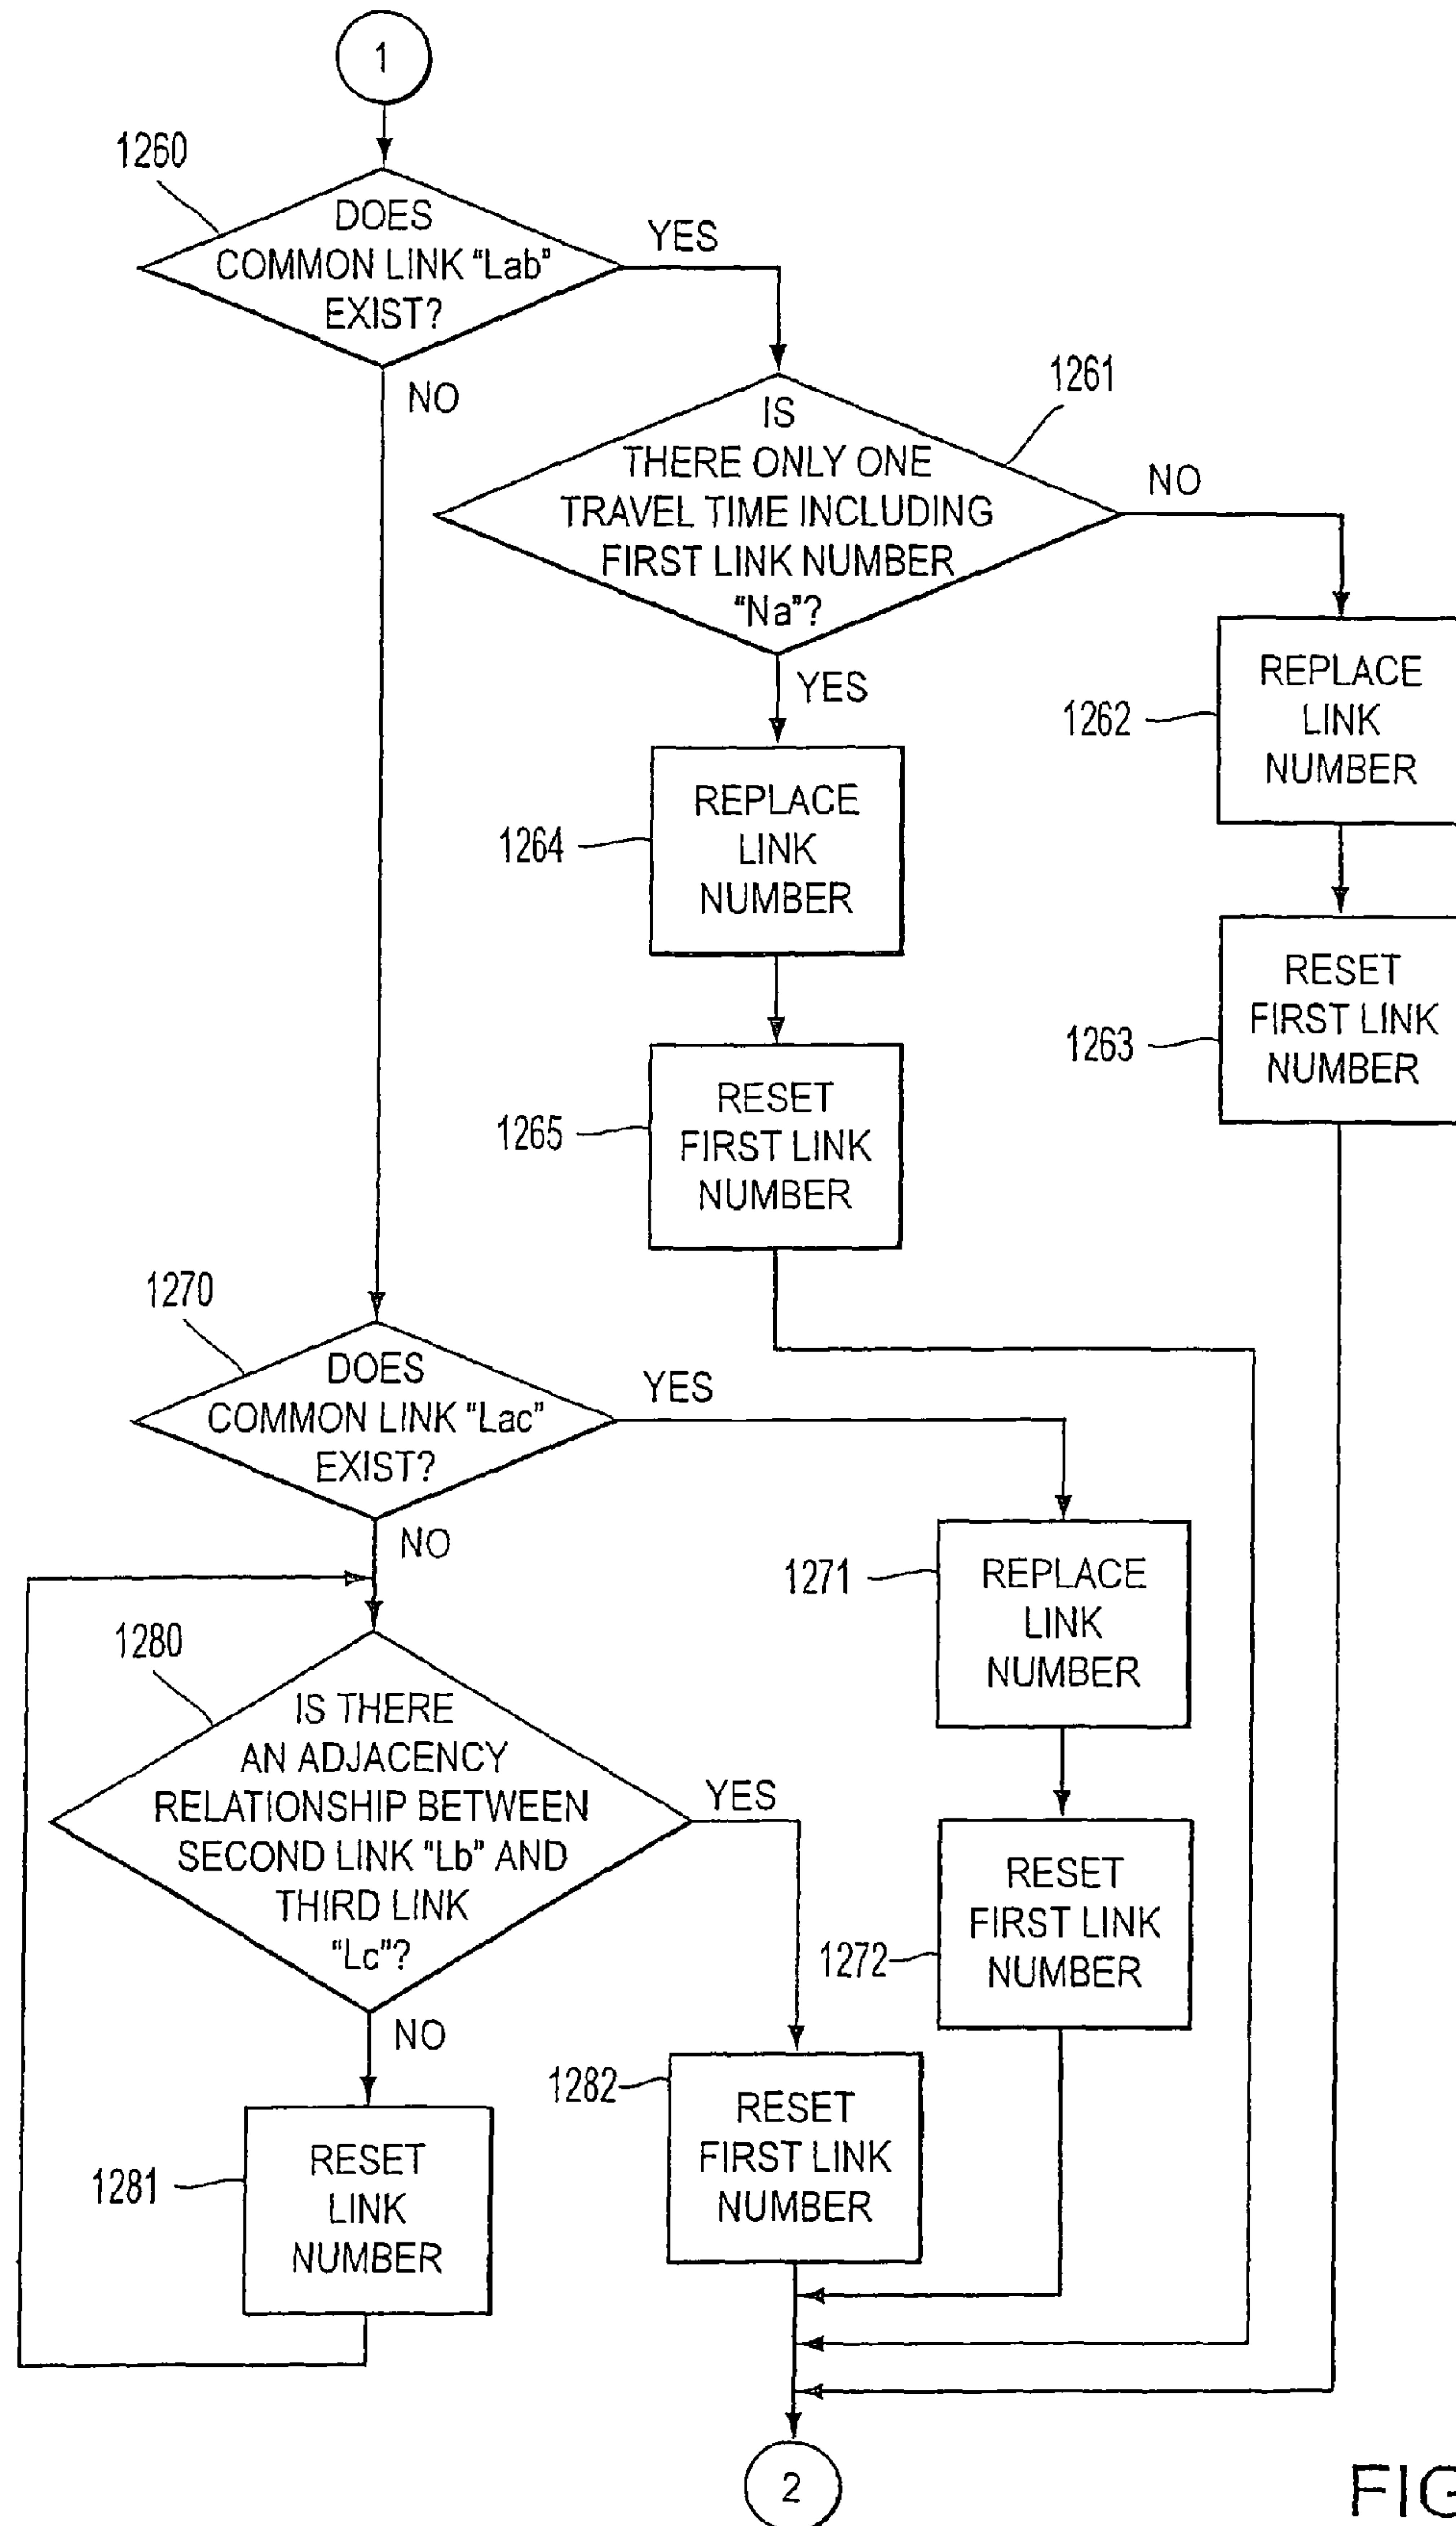 1
1260
DOES
COMMON LINK "Lab"
EXIST?
YES
NO
1261
IS
THERE ONLY ONE
TRAVEL TIME INCLUDING
FIRST LINK NUMBER
"Na"?
NO
YES
1262
REPLACE
LINK
NUMBER
1264
REPLACE
LINK
NUMBER
1263
RESET
FIRST LINK
NUMBER
1265
RESET
FIRST LINK
NUMBER
1270
DOES
COMMON LINK "Lac"
EXIST?
YES
NO
1271
REPLACE
LINK
NUMBER
1280
IS THERE
AN ADJACENCY
RELATIONSHIP BETWEEN
SECOND LINK "Lb" AND
THIRD LINK
"Lc"?
YES
NO
1272
RESET
FIRST LINK
NUMBER
1282
RESET
FIRST LINK
NUMBER
1281
RESET
LINK
NUMBER
2
FIG